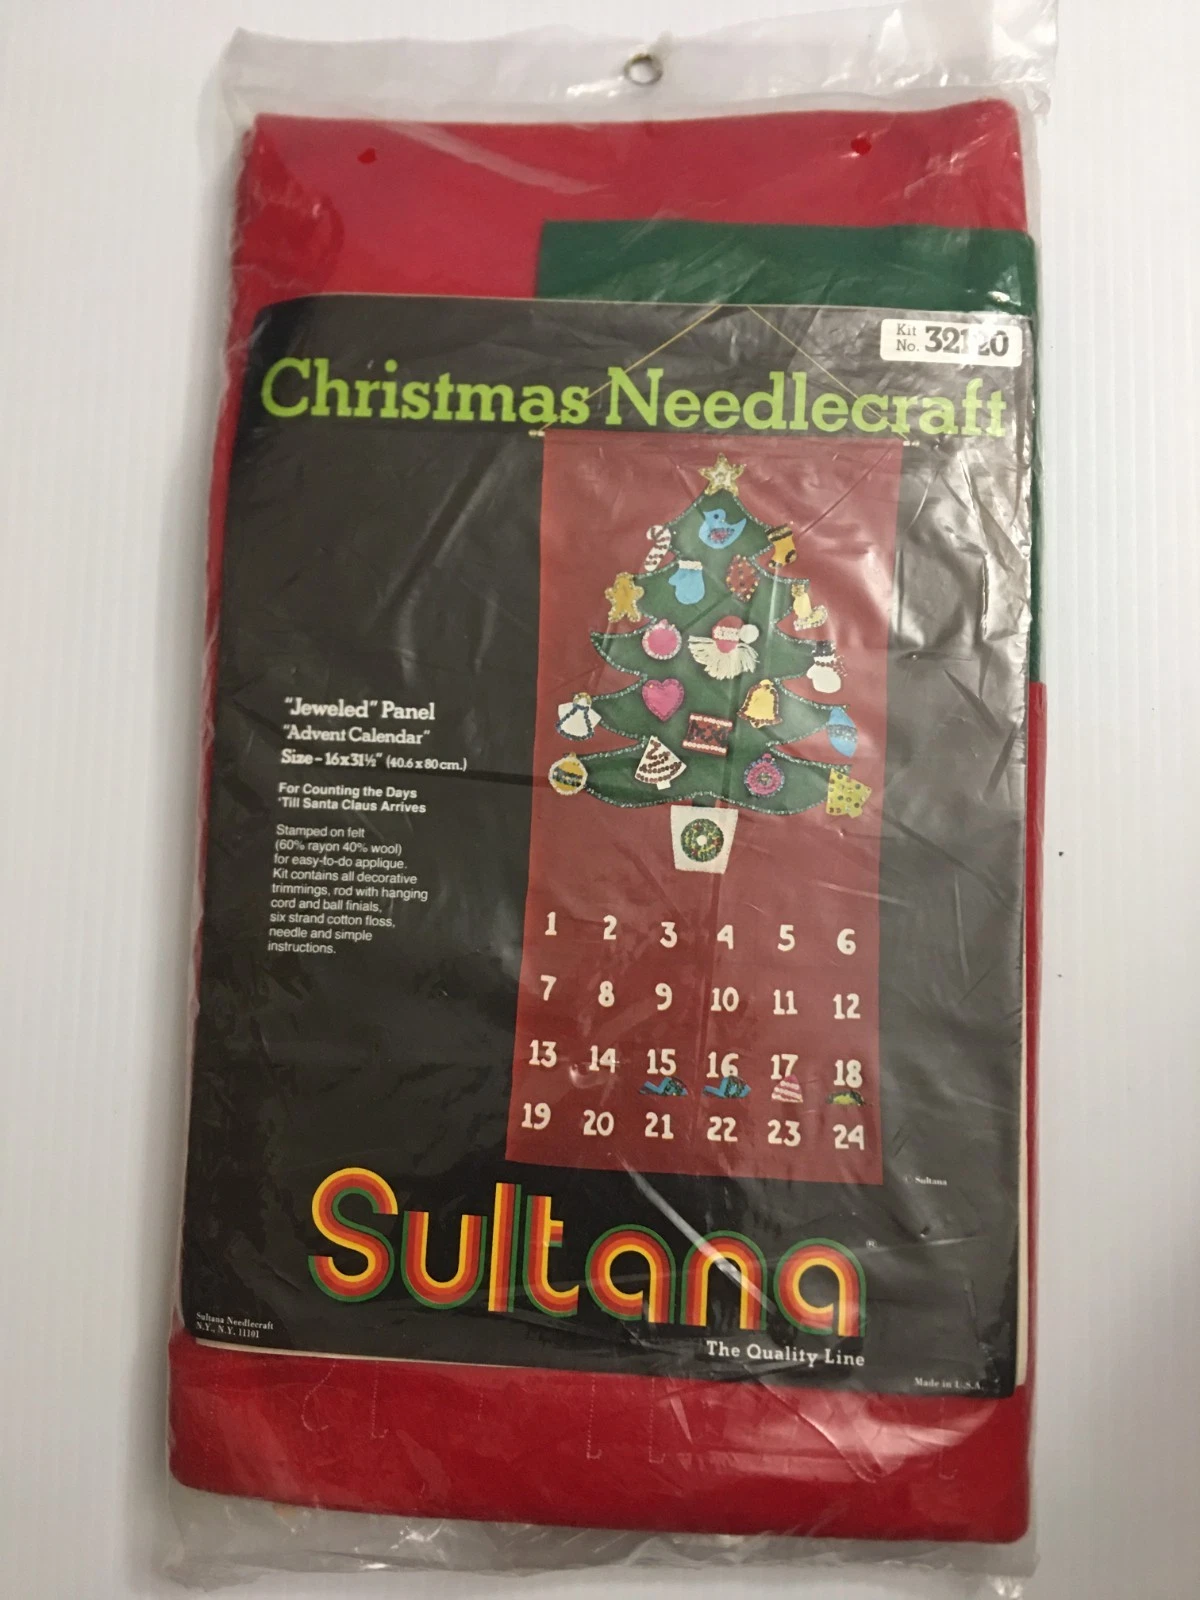 Kit
No. 32120
Christmas Needlecraft
"Jeweled" Panel
"Advent Calendar"
Size - 16x31½" (40.6 x 80 cm.)
For Counting the Days
'Till Santa Claus Arrives
Stamped on felt
(60% rayon 40% wool)
for easy-to-do applique.
Kit contains all decorative
trimmings, rod with hanging
cord and ball finials,
six strand cotton floss,
needle and simple
instructions.
1 2 3 4 5 6
7 8 9 10 11 12
13 14 15 16 17 18
19 20 21 22 23 24
© Sultana
Sultana®
The Quality Line
Sultana Needlecraft
N.Y., N.Y. 11101
Made in U.S.A.